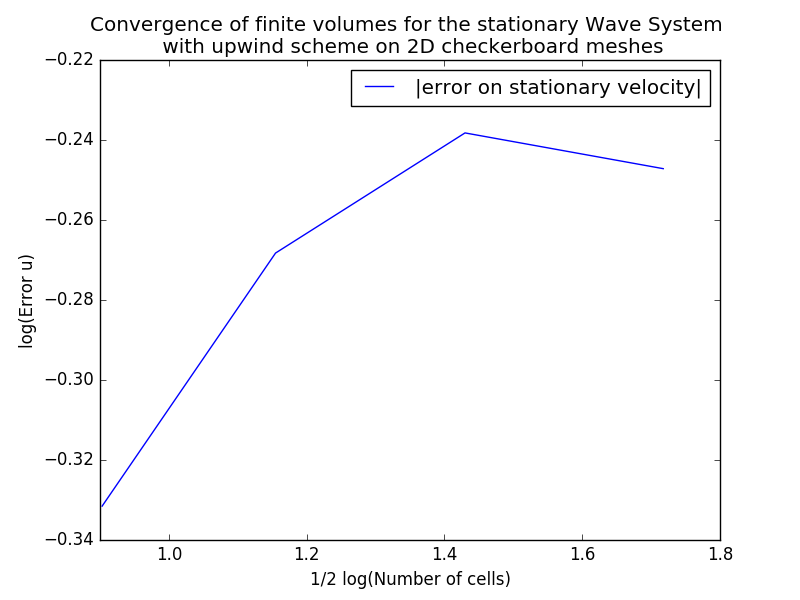 Convergence of finite volumes for the stationary Wave System
with upwind scheme on 2D checkerboard meshes
|error on stationary velocity|
log(Error u)
−0.22
−0.24
−0.26
−0.28
−0.30
−0.32
−0.34
1.0 1.2 1.4 1.6 1.8
1/2 log(Number of cells)